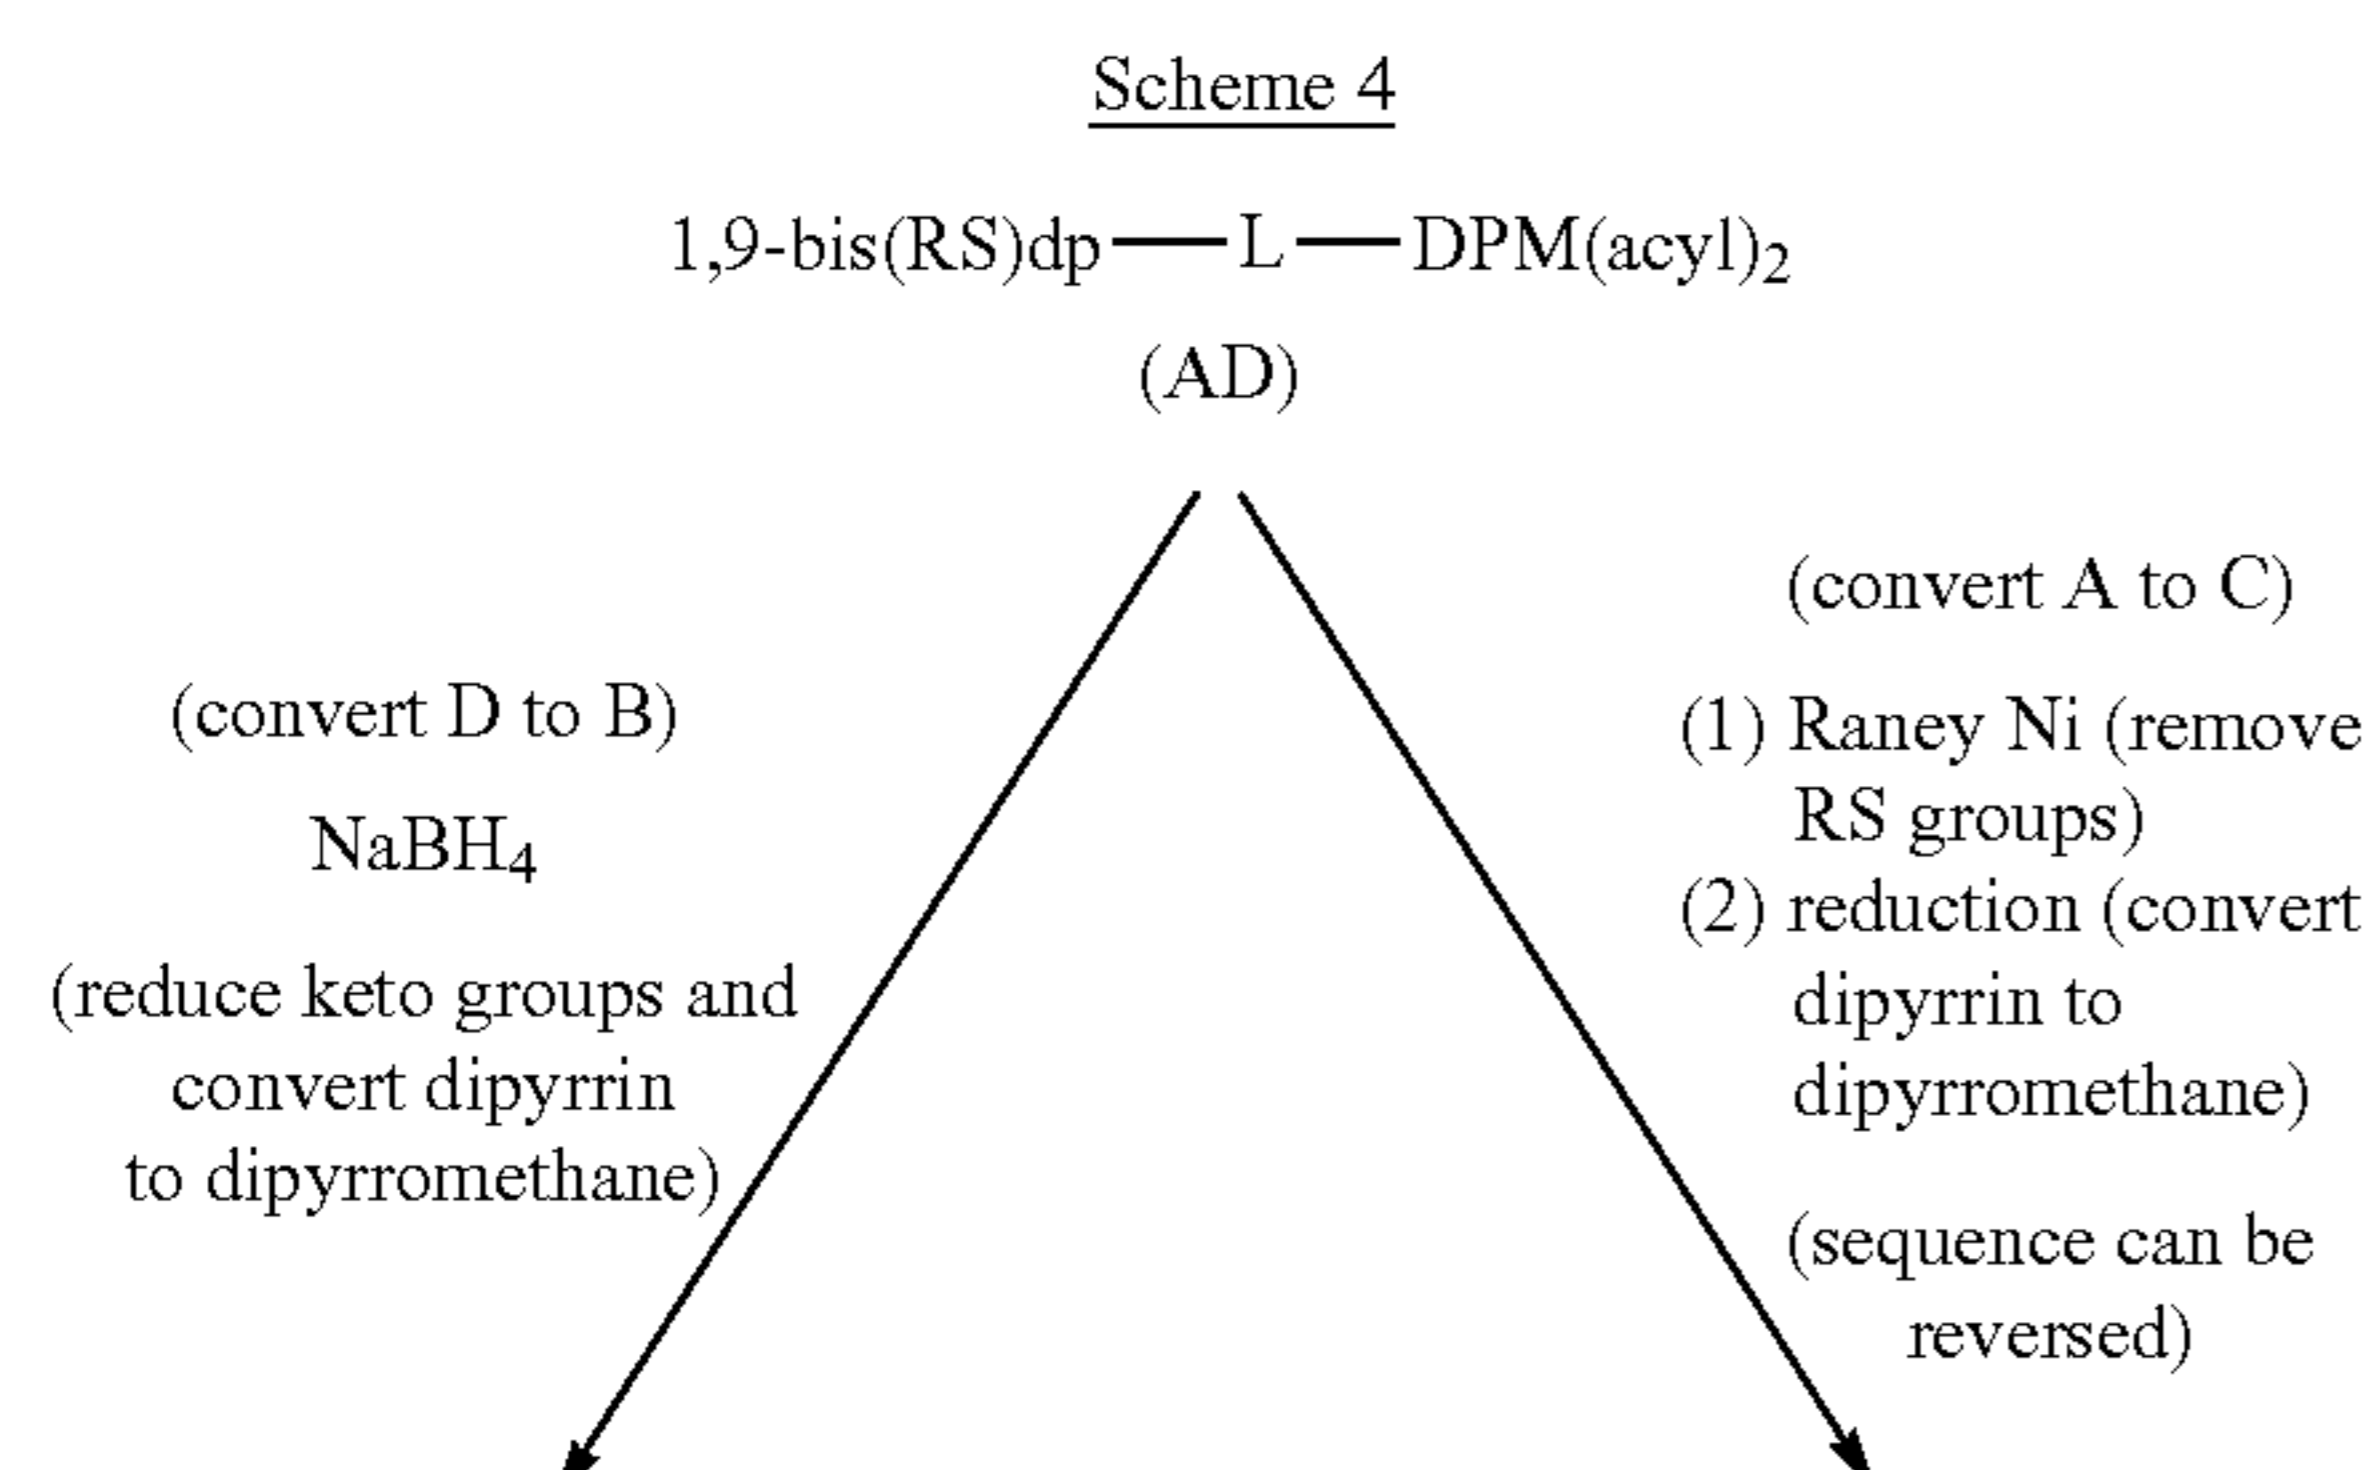 Scheme 4
1,9-bis(RS)dp—L—DPM(acyl)₂
(AD)
(convert D to B)
NaBH₄
(reduce keto groups and
convert dipyrrin
to dipyrromethane)
(convert A to C)
(1) Raney Ni (remove
RS groups)
(2) reduction (convert
dipyrrin to
dipyrromethane)
(sequence can be
reversed)